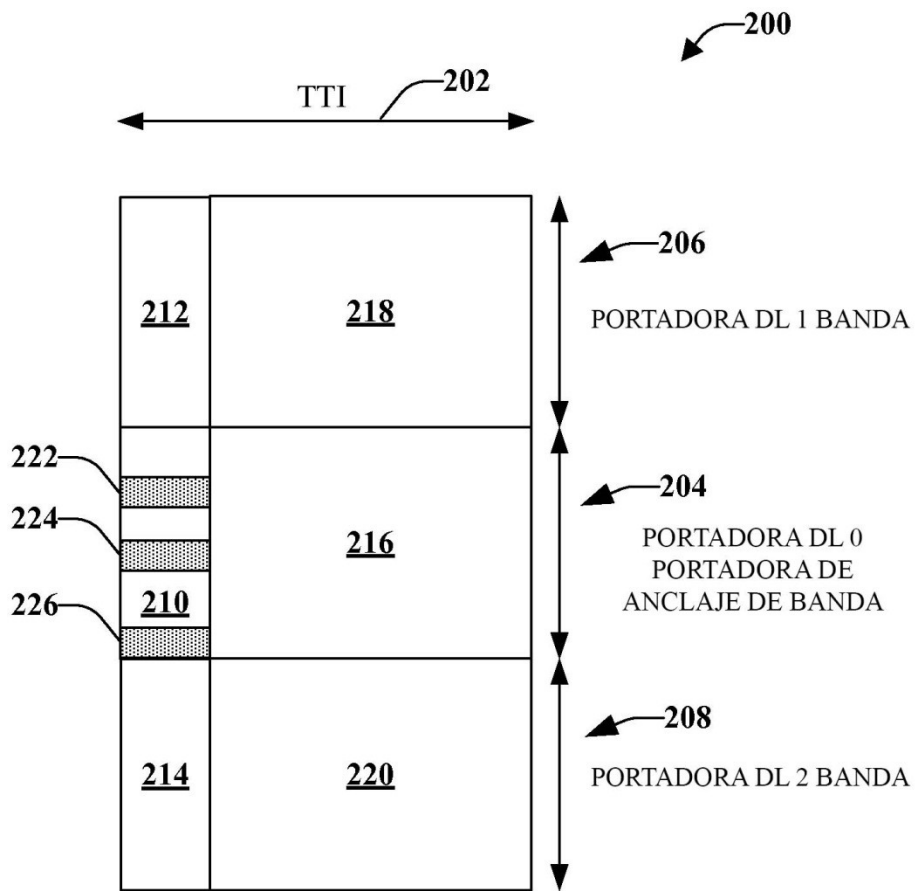 200
TTI 202
206
212 218
PORTADORA DL 1 BANDA
222
204
224
216
PORTADORA DL 0
PORTADORA DE
ANCLAJE DE BANDA
210
226
208
214 220
PORTADORA DL 2 BANDA